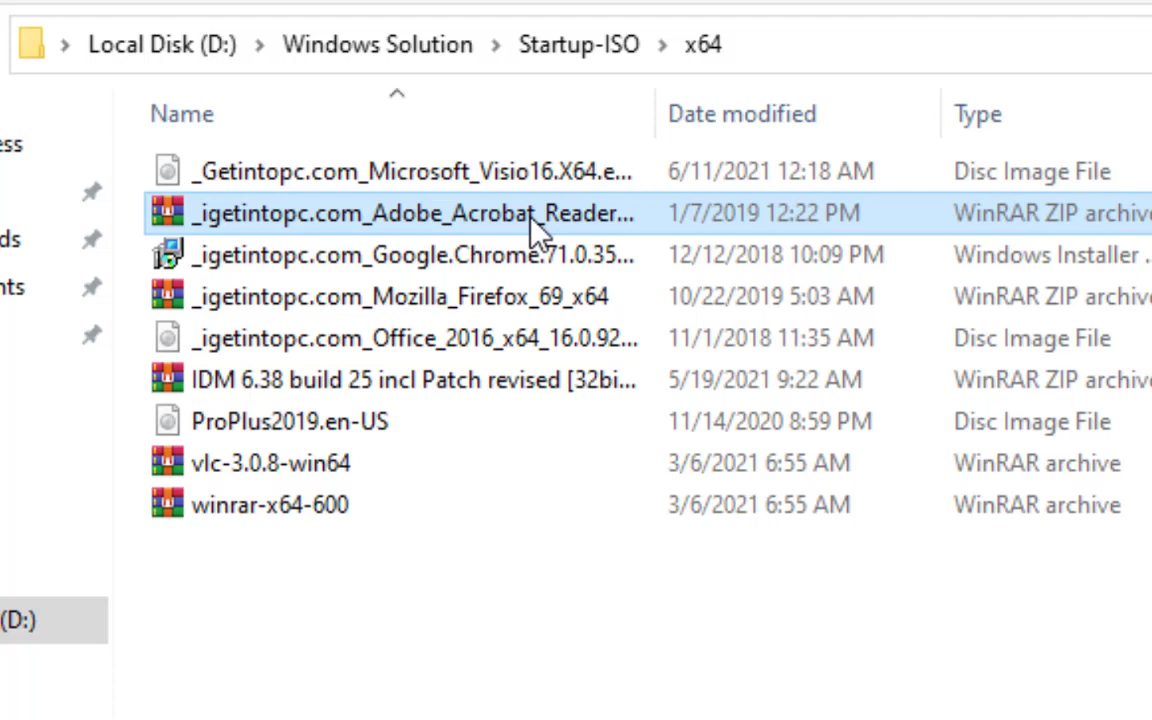 Local Disk (D:) > Windows Solution > Startup-ISO > x64
Name Date modified Type
ess
_Getintopc.com_Microsoft_Visio16.X64.e... 6/11/2021 12:18 AM Disc Image File
_igetintopc.com_Adobe_Acrobat_Reader... 1/7/2019 12:22 PM WinRAR ZIP archive
ds
_igetintopc.com_Google.Chrome.71.0.35... 12/12/2018 10:09 PM Windows Installer .
nts
_igetintopc.com_Mozilla_Firefox_69_x64 10/22/2019 5:03 AM WinRAR ZIP archive
_igetintopc.com_Office_2016_x64_16.0.92... 11/1/2018 11:35 AM Disc Image File
IDM 6.38 build 25 incl Patch revised [32bi... 5/19/2021 9:22 AM WinRAR ZIP archive
ProPlus2019.en-US 11/14/2020 8:59 PM Disc Image File
vlc-3.0.8-win64 3/6/2021 6:55 AM WinRAR archive
winrar-x64-600 3/6/2021 6:55 AM WinRAR archive
(D:)